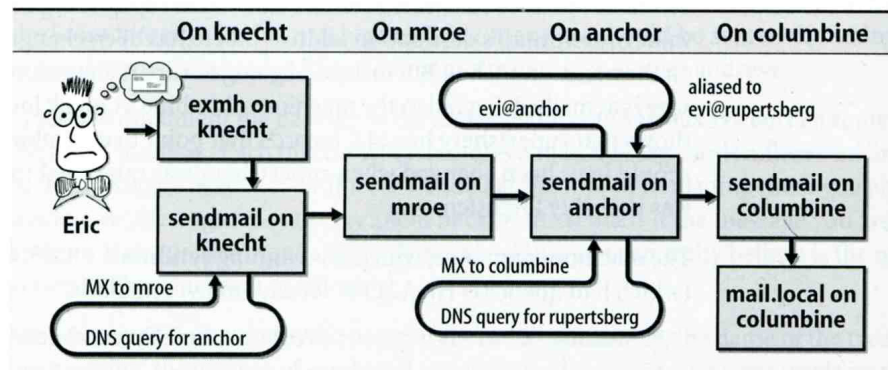 On knecht
On mroe
On anchor
On columbine
exmh on
knecht
Eric
sendmail on
knecht
MX to mroe
DNS query for anchor
sendmail on
mroe
evi@anchor
aliased to
evi@rupertsberg
sendmail on
anchor
MX to columbine
DNS query for rupertsberg
sendmail on
columbine
mail.local on
columbine